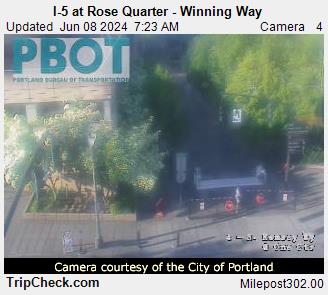 I-5 at Rose Quarter - Winning Way
Updated Jun 08 2024 7:23 AM Camera 4
PBOT
PORTLAND BUREAU OF TRANSPORTATION
Camera courtesy of the City of Portland
TripCheck.com Milepost302.00